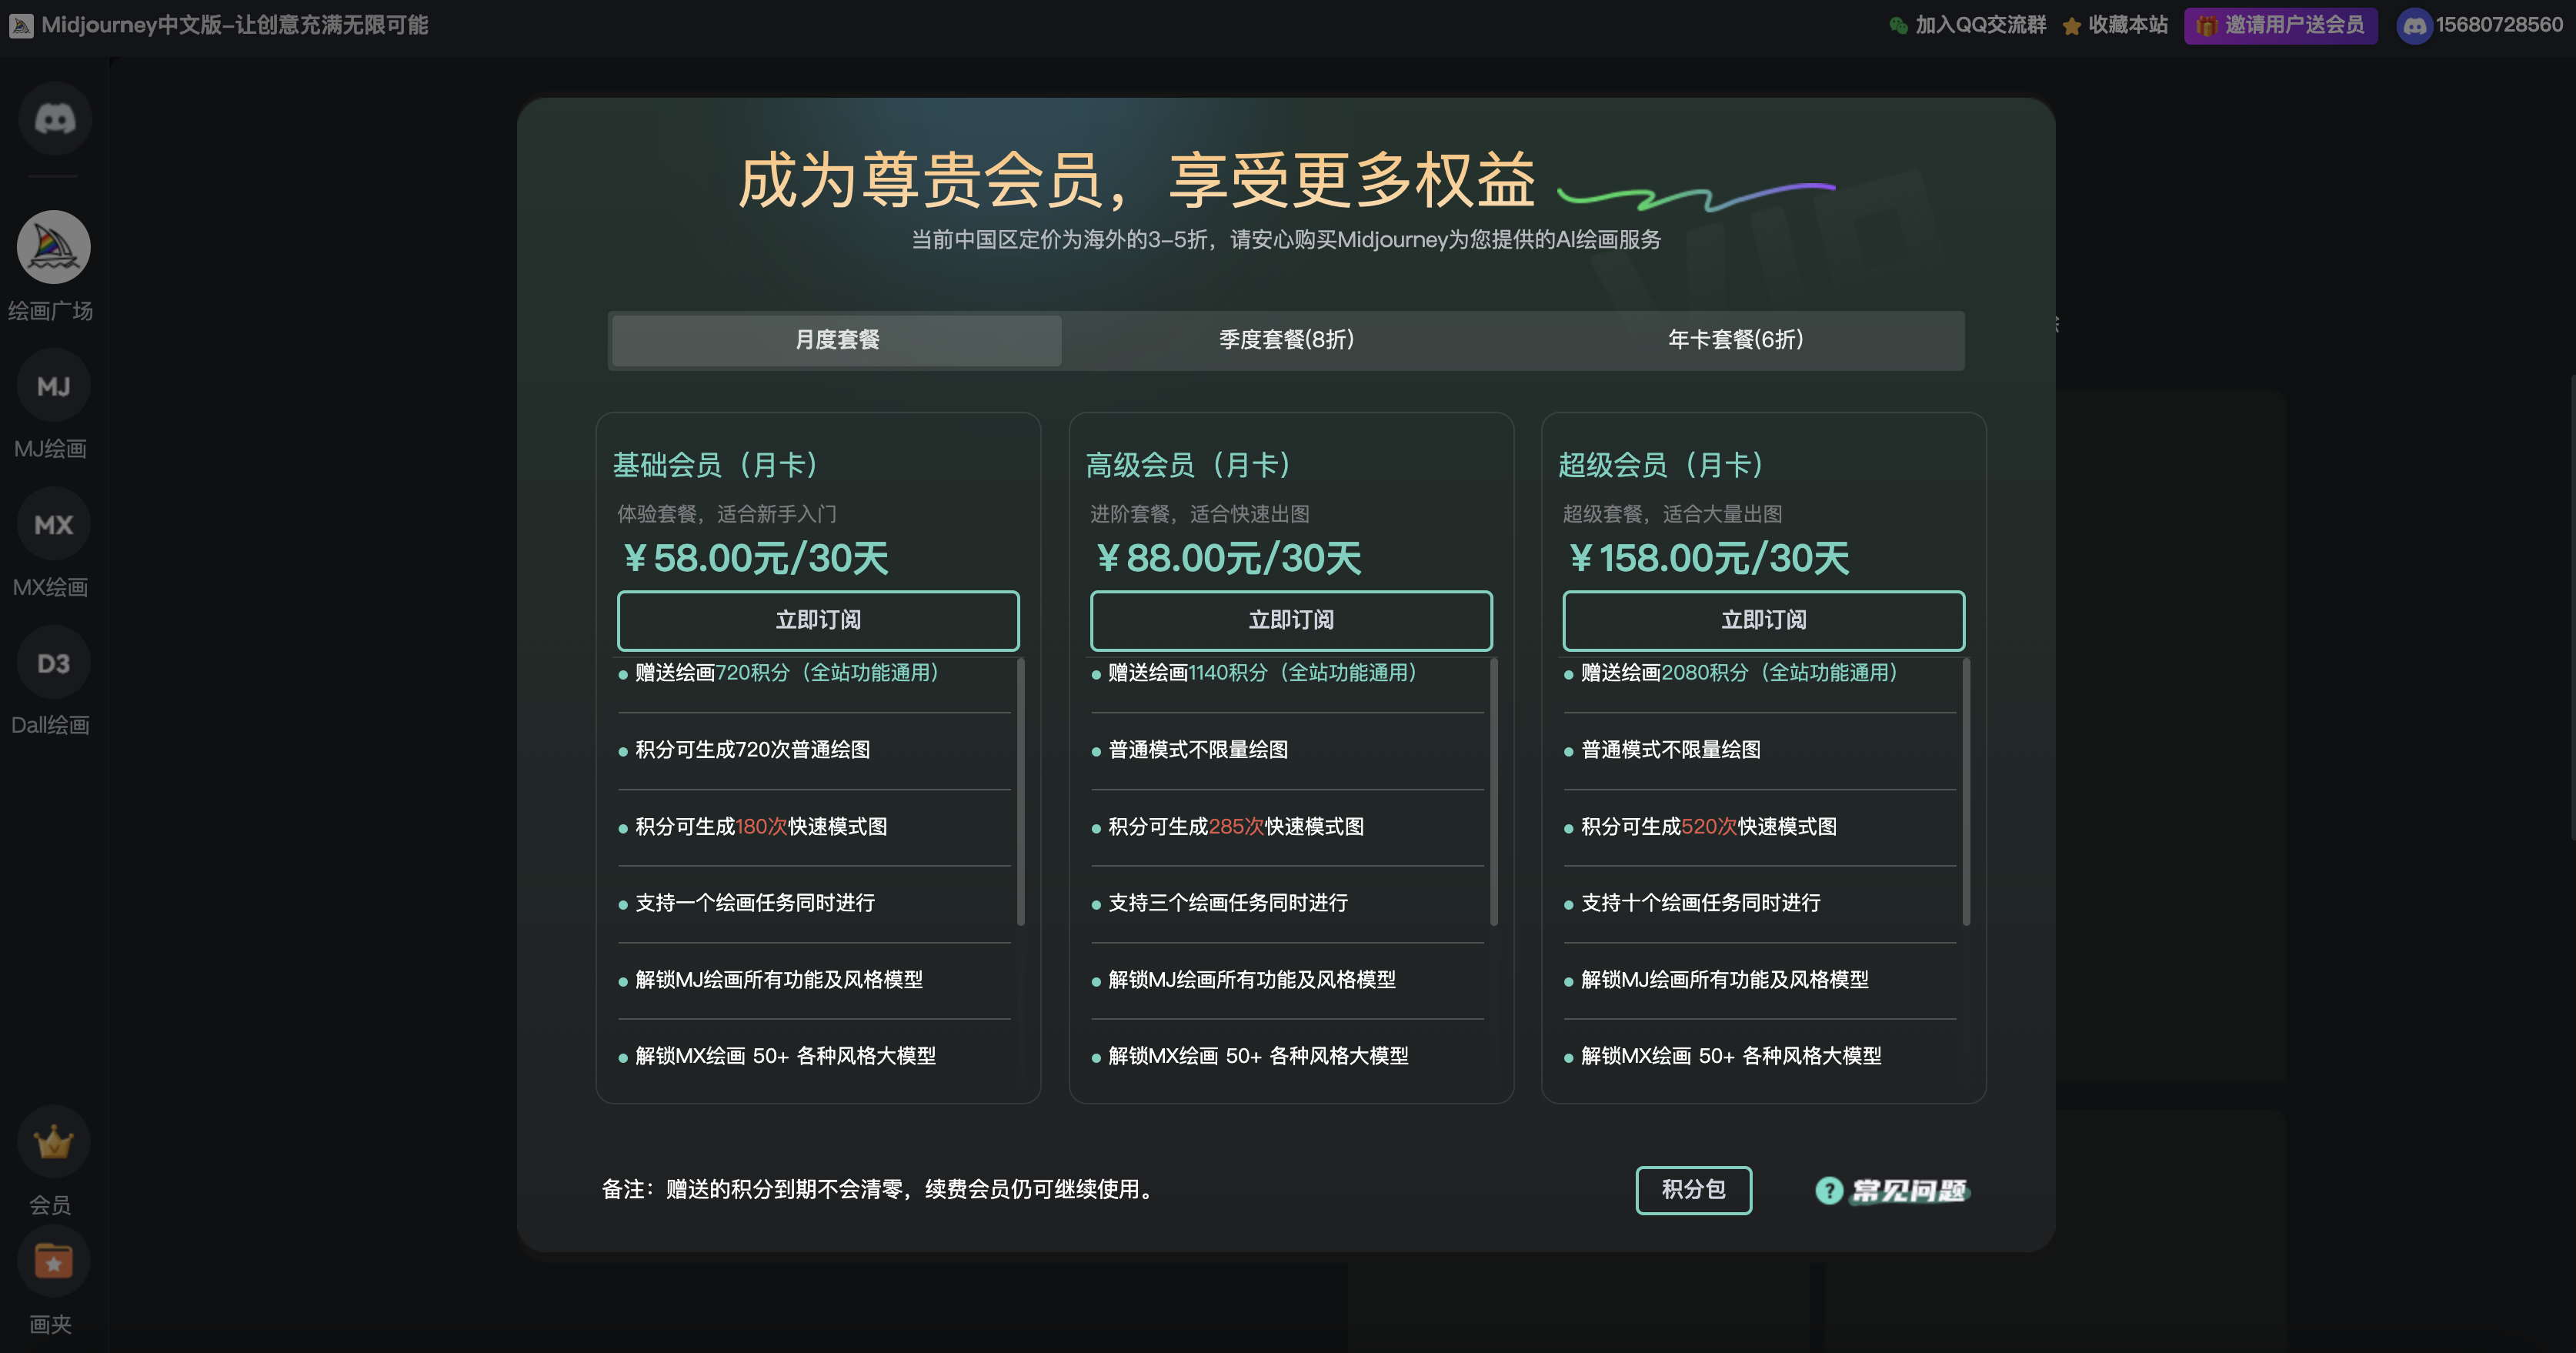 Midjourney中文版-让创意充满无限可能
加入QQ交流群 收藏本站 邀请用户送会员 15680728560
绘画广场
MJ
MJ绘画
MX
MX绘画
D3
Dall绘画
会员
画夹
成为尊贵会员，享受更多权益
VIP
当前中国区定价为海外的3-5折，请安心购买Midjourney为您提供的AI绘画服务
月度套餐 季度套餐(8折) 年卡套餐(6折)
基础会员（月卡）
体验套餐，适合新手入门
¥58.00元/30天
立即订阅
赠送绘画720积分（全站功能通用）
积分可生成720次普通绘图
积分可生成180次快速模式图
支持一个绘画任务同时进行
解锁MJ绘画所有功能及风格模型
解锁MX绘画 50+ 各种风格大模型
高级会员（月卡）
进阶套餐，适合快速出图
¥88.00元/30天
立即订阅
赠送绘画1140积分（全站功能通用）
普通模式不限量绘图
积分可生成285次快速模式图
支持三个绘画任务同时进行
解锁MJ绘画所有功能及风格模型
解锁MX绘画 50+ 各种风格大模型
超级会员（月卡）
超级套餐，适合大量出图
¥158.00元/30天
立即订阅
赠送绘画2080积分（全站功能通用）
普通模式不限量绘图
积分可生成520次快速模式图
支持十个绘画任务同时进行
解锁MJ绘画所有功能及风格模型
解锁MX绘画 50+ 各种风格大模型
备注：赠送的积分到期不会清零，续费会员仍可继续使用。
积分包
? 常见问题